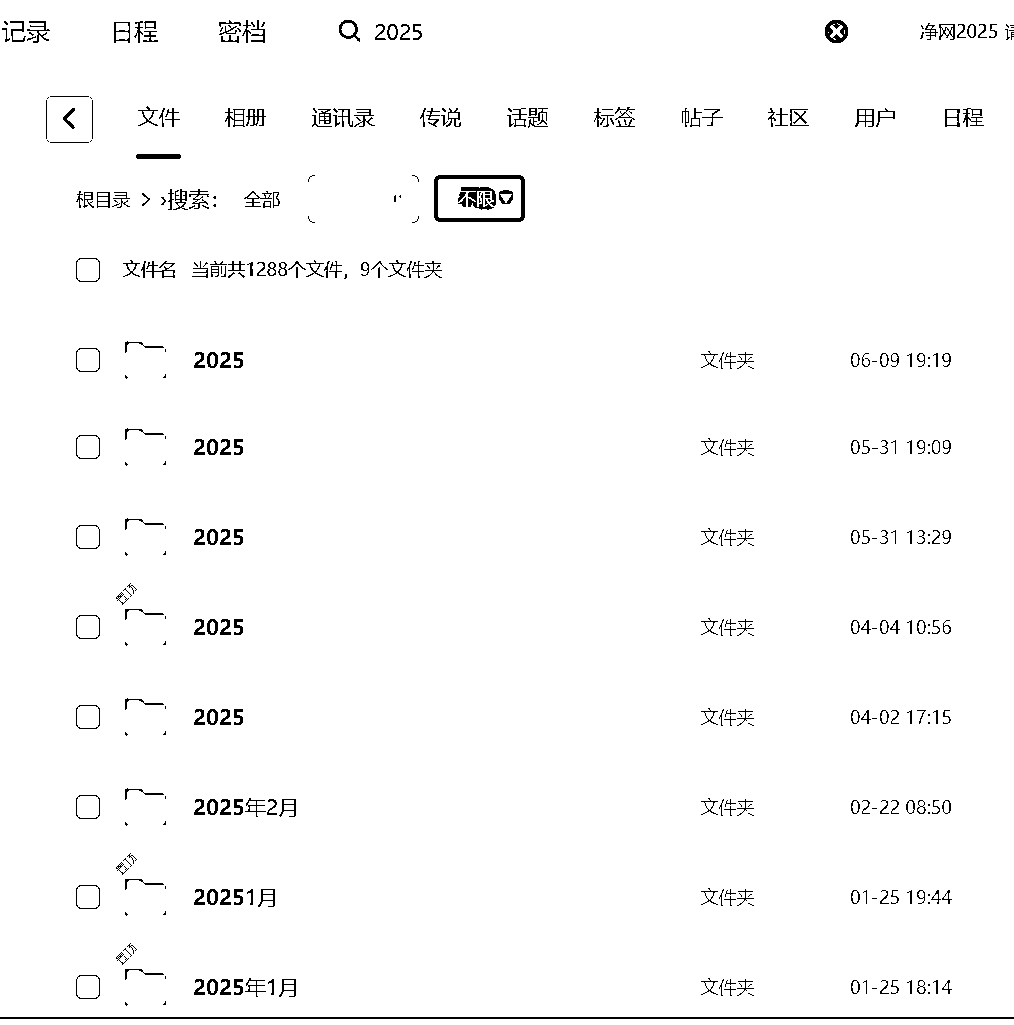 记录 日程 密档 2025 净网2025 请
文件 相册 通讯录 传说 话题 标签 帖子 社区 用户 日程
根目录 > ›搜索： 全部 不限
文件名 当前共1288个文件，9个文件夹
2025 文件夹 06-09 19:19
2025 文件夹 05-31 19:09
2025 文件夹 05-31 13:29
2025 文件夹 04-04 10:56
2025 文件夹 04-02 17:15
2025年2月 文件夹 02-22 08:50
20251月 文件夹 01-25 19:44
2025年1月 文件夹 01-25 18:14